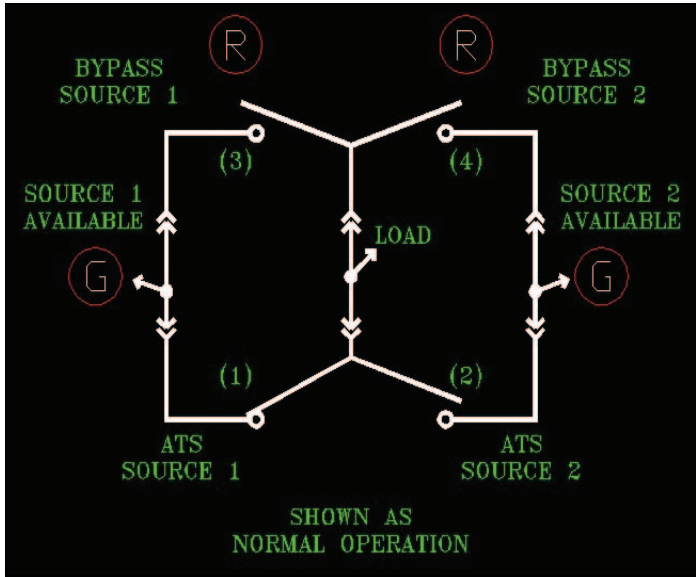 R
R
BYPASS
SOURCE 1
BYPASS
SOURCE 2
(3)
(4)
SOURCE 1
AVAILABLE
SOURCE 2
AVAILABLE
LOAD
G
G
(1)
(2)
ATS
SOURCE 1
ATS
SOURCE 2
SHOWN AS
NORMAL OPERATION